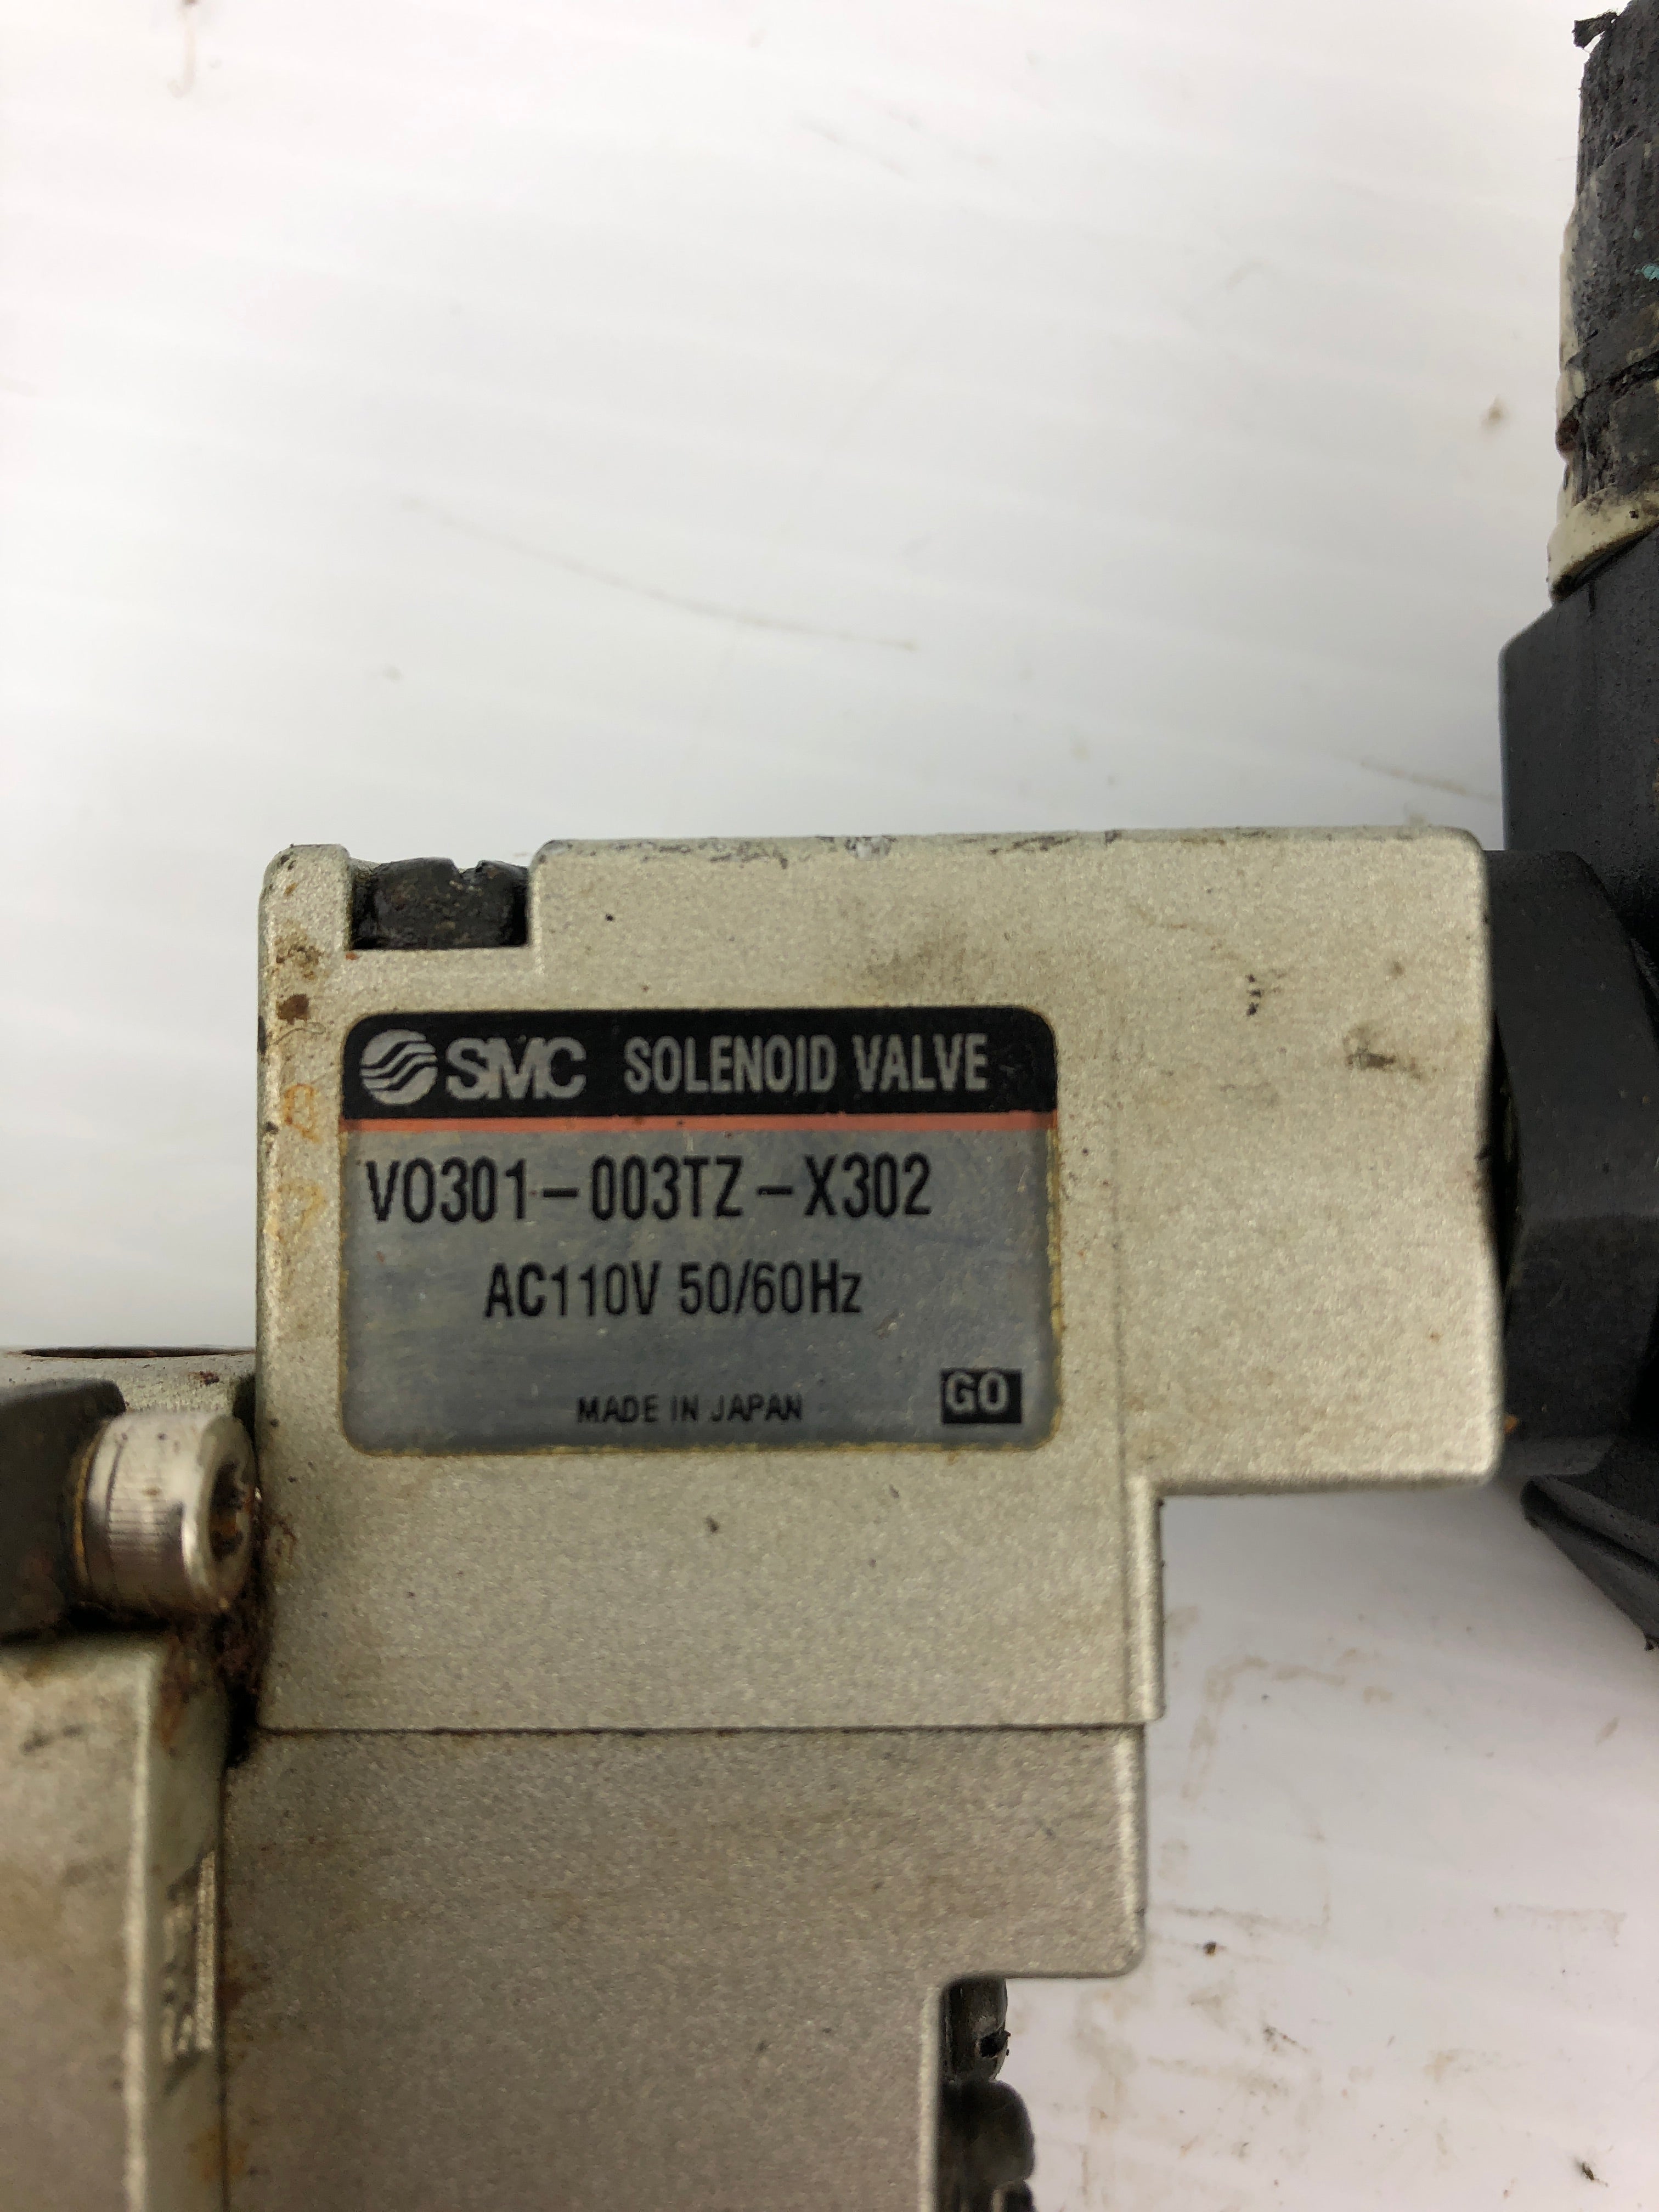 SMC SOLENOID VALVE
VO301-003TZ-X302
AC110V 50/60Hz
MADE IN JAPAN
GO